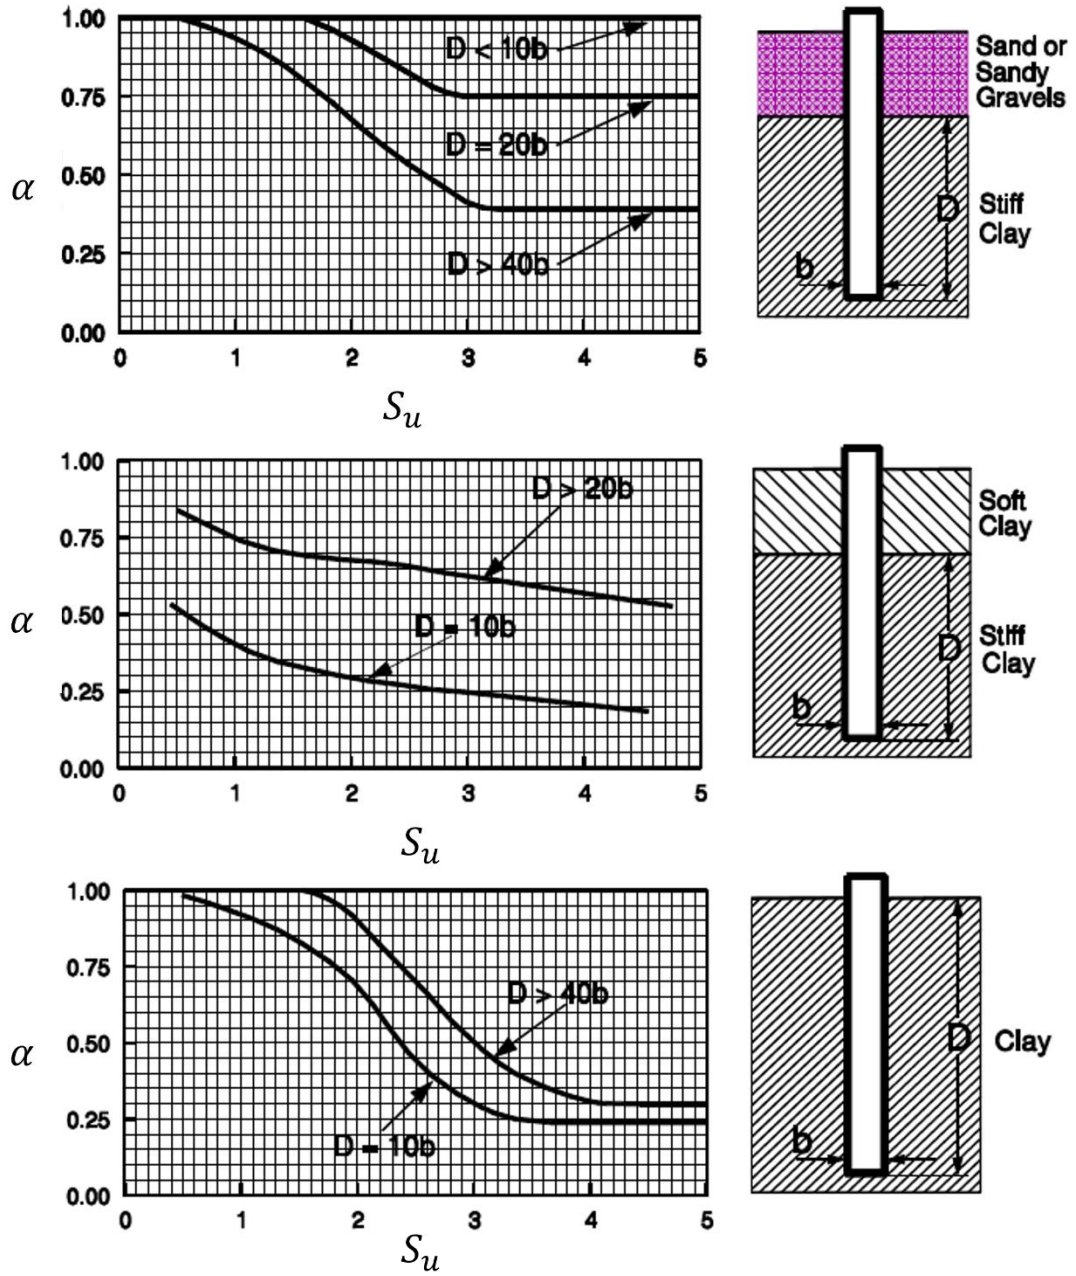 1.00
0.75
0.50
0.25
0.00
α
0 1 2 3 4 5
S_u
D < 10b
D = 20b
D > 40b
Sand or
Sandy
Gravels
D
Stiff
Clay
b
1.00
0.75
0.50
0.25
0.00
α
0 1 2 3 4 5
S_u
D > 20b
D = 10b
Soft
Clay
D
Stiff
Clay
b
1.00
0.75
0.50
0.25
0.00
α
0 1 2 3 4 5
S_u
D > 40b
D = 10b
D
Clay
b